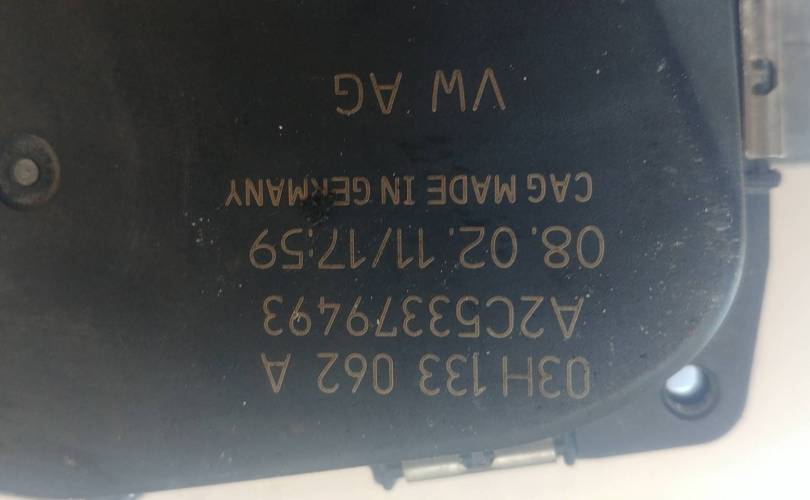 03H 133 062 A
A2C53379493
08. 02. 11/17:59
CAG MADE IN GERMANY
VW AG